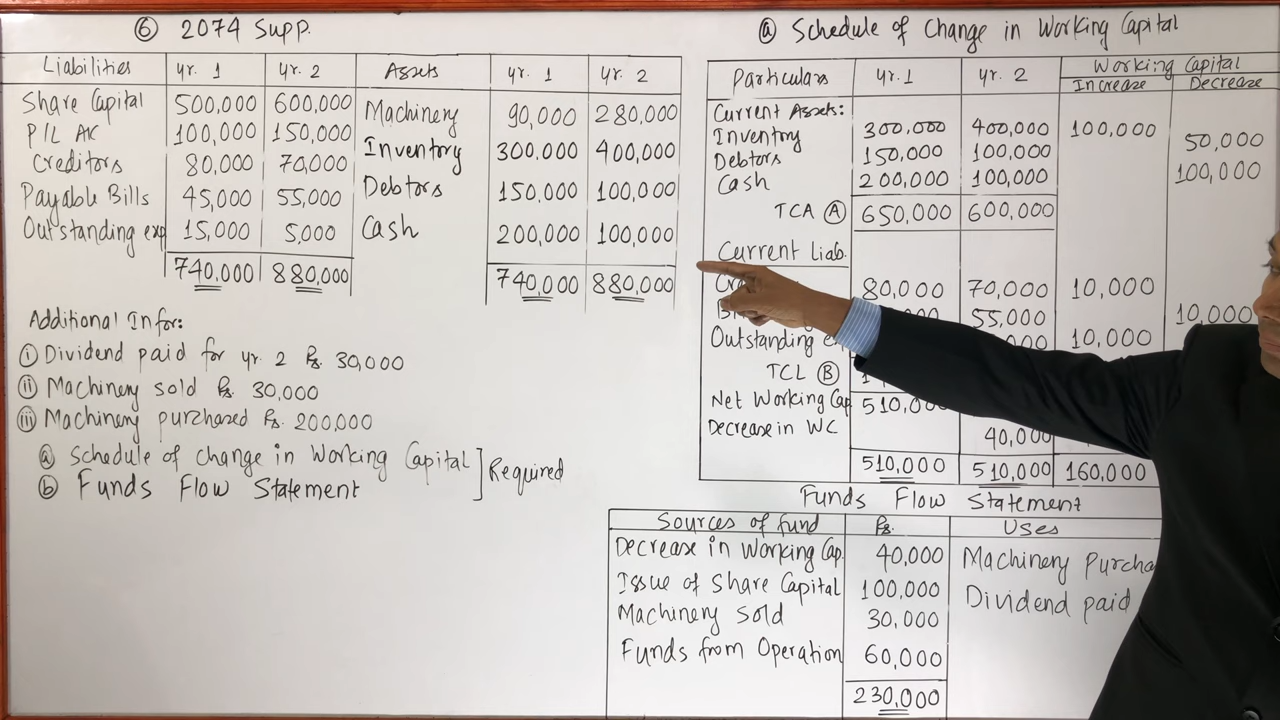 ⑥ 2074 Supp.
Liabilities yr. 1 yr. 2 Assets yr. 1 yr. 2
Share Capital 500,000 600,000 Machinery 90,000 280,000
P/L A/C 100,000 150,000 Inventory 300,000 400,000
Creditors 80,000 70,000 Debtors 150,000 100,000
Payable Bills 45,000 55,000 Cash 200,000 100,000
Outstanding exp 15,000 5,000
740,000 880,000 740,000 880,000
Additional Infor:
ⓘ Dividend paid for yr. 2 Rs. 30,000
ⓘⓘ Machinery sold Rs. 30,000
ⓘⓘⓘ Machinery purchased Rs. 200,000
ⓐ Schedule of change in Working Capital
ⓑ Funds Flow Statement
] Required
ⓐ Schedule of Change in Working Capital
Particulars yr. 1 yr. 2 Working Capital
Increase Decrease
Current Assets:
Inventory 300,000 400,000 100,000
Debtors 150,000 100,000 50,000
Cash 200,000 100,000 100,000
TCA Ⓐ 650,000 600,000
Current Liab.
80,000 70,000 10,000
55,000 10,000
Outstanding 10,000
TCL Ⓑ
Net Working Cap 510,000
Decrease in WC 40,000
510,000 510,000 160,000
Funds Flow Statement
Sources of fund Rs. Uses
Decrease in Working Cap. 40,000 Machinery Purcha
Issue of Share Capital 100,000 Dividend paid
Machinery sold 30,000
Funds from Operation 60,000
230,000